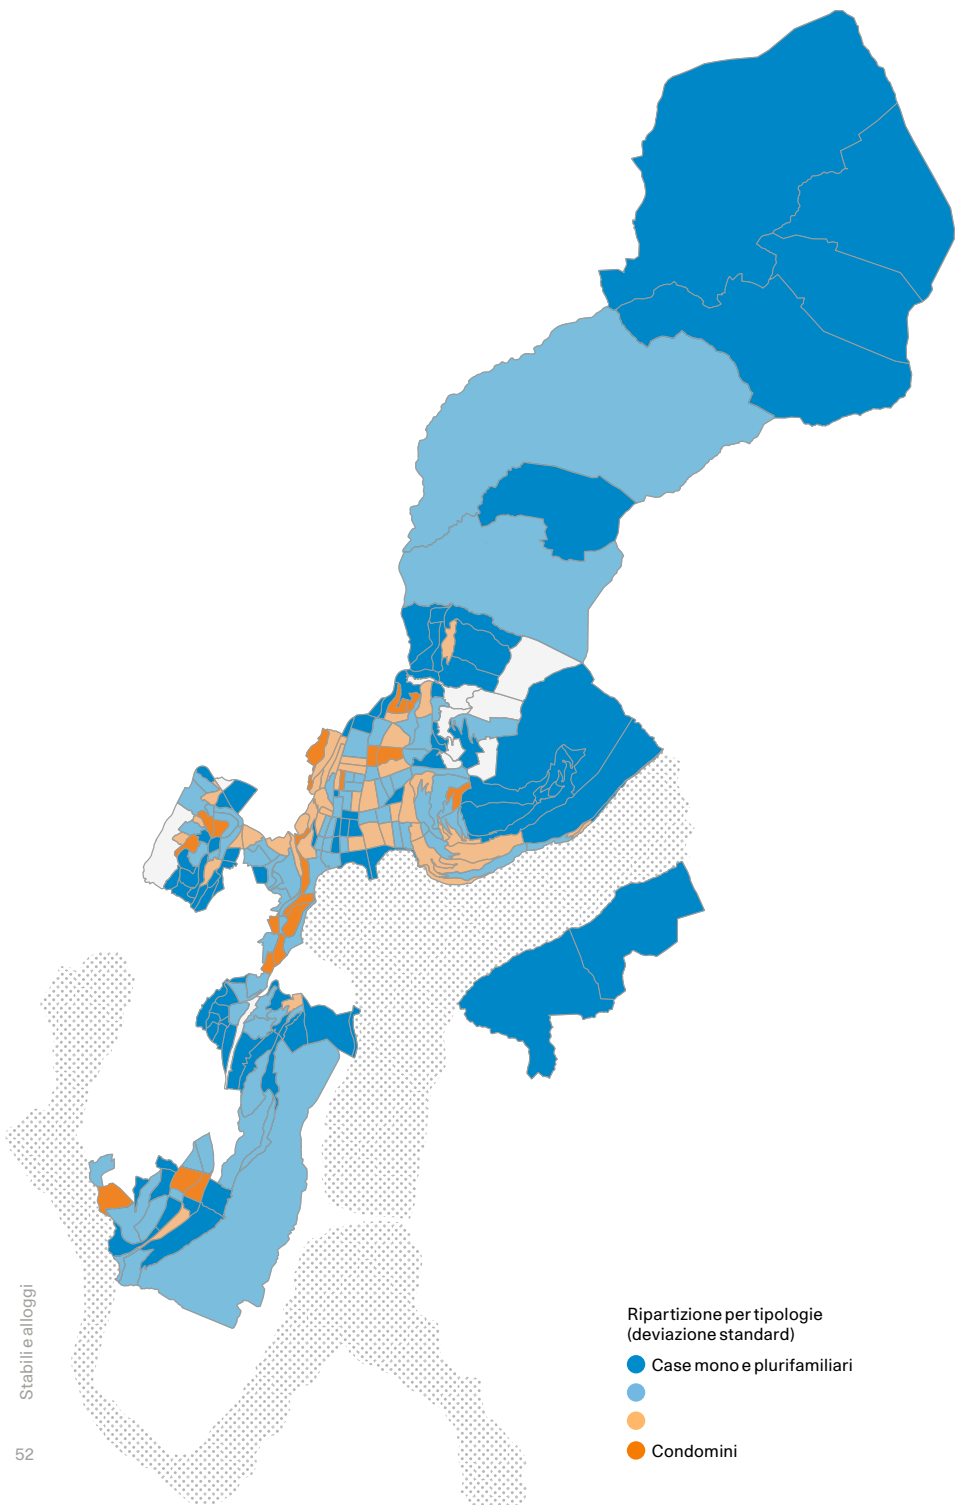 Stabili e alloggi
52
Ripartizione per tipologie
(deviazione standard)
Case mono e plurifamiliari
Condomini